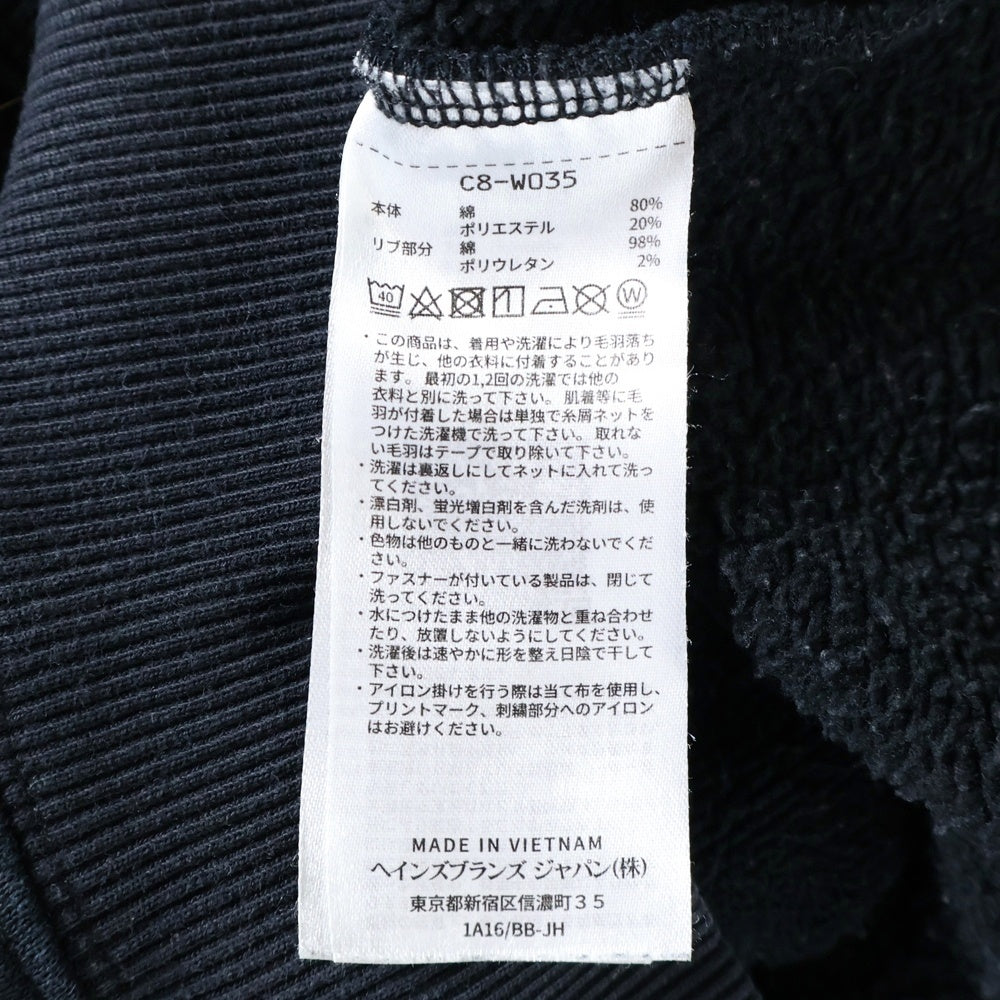 C8-W035
本体 綿 80%
ポリエステル 20%
リブ部分 綿 98%
ポリウレタン 2%
40 W
・この商品は、着用や洗濯により毛羽落ち
が生じ、他の衣料に付着することがあり
ます。 最初の1,2回の洗濯では他の
衣料と別に洗って下さい。 肌着等に毛
羽が付着した場合は単独で糸屑ネットを
つけた洗濯機で洗って下さい。 取れな
い毛羽はテープで取り除いて下さい。
・洗濯は裏返しにしてネットに入れて洗っ
てください。
・漂白剤、蛍光増白剤を含んだ洗剤は、使
用しないでください。
・色物は他のものと一緒に洗わないでくだ
さい。
・ファスナーが付いている製品は、閉じて
洗ってください。
・水につけたまま他の洗濯物と重ね合わせ
たり、放置しないようにしてください。
・洗濯後は速やかに形を整え日陰で干して
下さい。
・アイロン掛けを行う際は当て布を使用し、
プリントマーク、刺繍部分へのアイロン
はお避けください。
MADE IN VIETNAM
ヘインズブランズ ジャパン(株)
東京都新宿区信濃町35
1A16/BB-JH